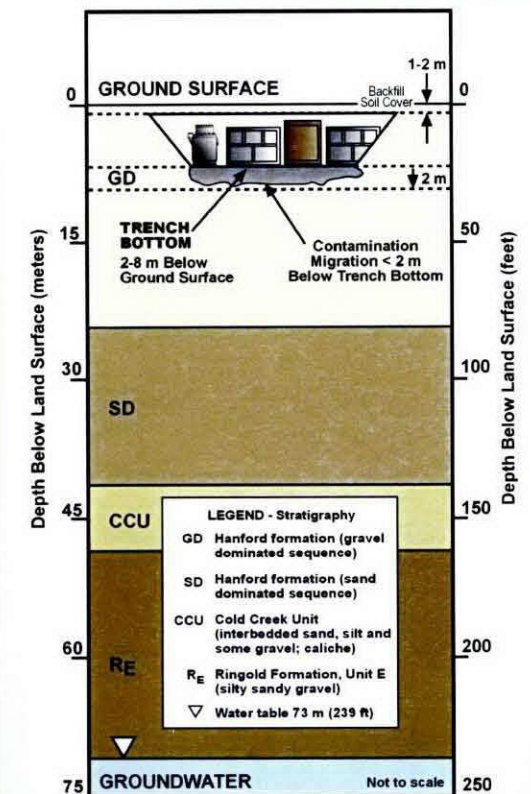 1-2 m
GROUND SURFACE
Backfill
Soil Cover
0
0
GD
2 m
TRENCH
BOTTOM
2-8 m Below
Ground Surface
Contamination
Migration < 2 m
Below Trench Bottom
15
50
Depth Below Land Surface (meters)
Depth Below Land Surface (feet)
30
100
SD
CCU
45
150
LEGEND - Stratigraphy
GD Hanford formation (gravel
dominated sequence)
SD Hanford formation (sand
dominated sequence)
CCU Cold Creek Unit
(interbedded sand, silt and
some gravel; caliche)
RE Ringold Formation, Unit E
(silty sandy gravel)
Water table 73 m (239 ft)
60
200
RE
75
GROUNDWATER
Not to scale
250